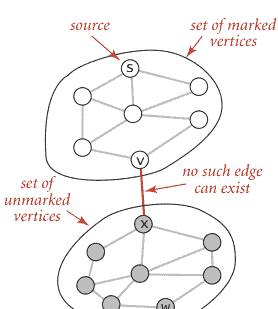 source
set of marked
vertices
s
v
no such edge
can exist
set of
unmarked
vertices
x
w